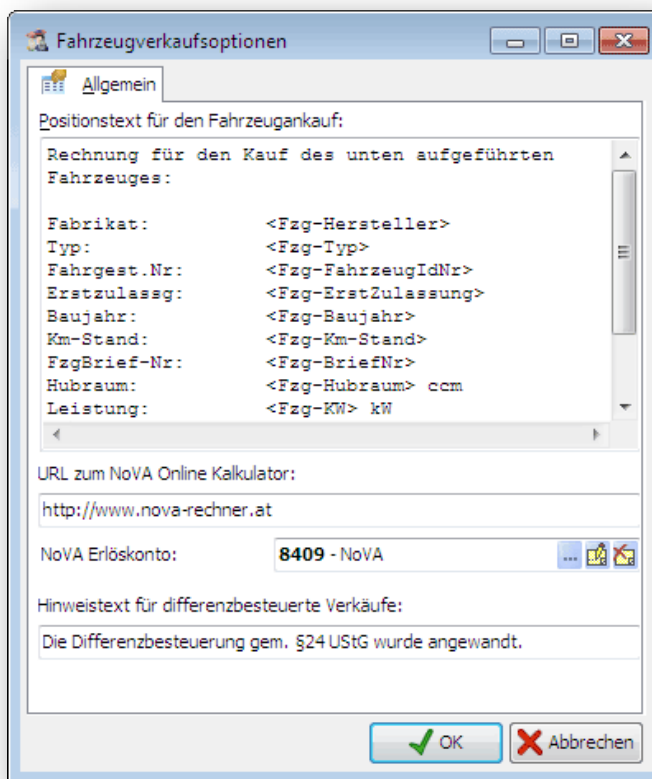 Fahrzeugverkaufsoptionen
Allgemein
Positionstext für den Fahrzeugankauf:
Rechnung für den Kauf des unten aufgeführten
Fahrzeuges:
Fabrikat: <Fzg-Hersteller>
Typ: <Fzg-Typ>
Fahrgest.Nr: <Fzg-FahrzeugIdNr>
Erstzulassg: <Fzg-ErstZulassung>
Baujahr: <Fzg-Baujahr>
Km-Stand: <Fzg-Km-Stand>
FzgBrief-Nr: <Fzg-BriefNr>
Hubraum: <Fzg-Hubraum> ccm
Leistung: <Fzg-KW> kW
URL zum NoVA Online Kalkulator:
http://www.nova-rechner.at
NoVA Erlöskonto: 8409 - NoVA ...
Hinweistext für differenzbesteuerte Verkäufe:
Die Differenzbesteuerung gem. §24 UStG wurde angewandt.
OK Abbrechen